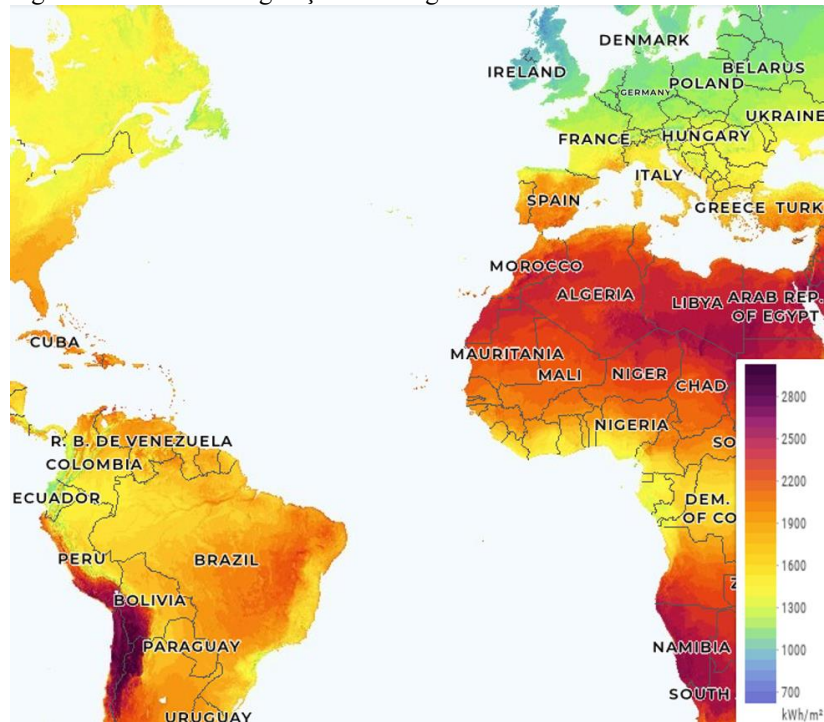 DENMARK
IRELAND
BELARUS
POLAND
GERMANY
UKRAINE
FRANCE
HUNGARY
ITALY
SPAIN
GREECE
TURK
MOROCCO
ALGERIA
LIBYA
ARAB REP.
OF EGYPT
CUBA
MAURITANIA
MALI
NIGER
CHAD
NIGERIA
SO
R. B. DE VENEZUELA
COLOMBIA
ECUADOR
DEM.
OF CO
PERU
BRAZIL
BOLIVIA
Z
PARAGUAY
NAMIBIA
SOUTH
URUGUAY
2800
2500
2200
1900
1600
1300
1000
700
kWh/m²